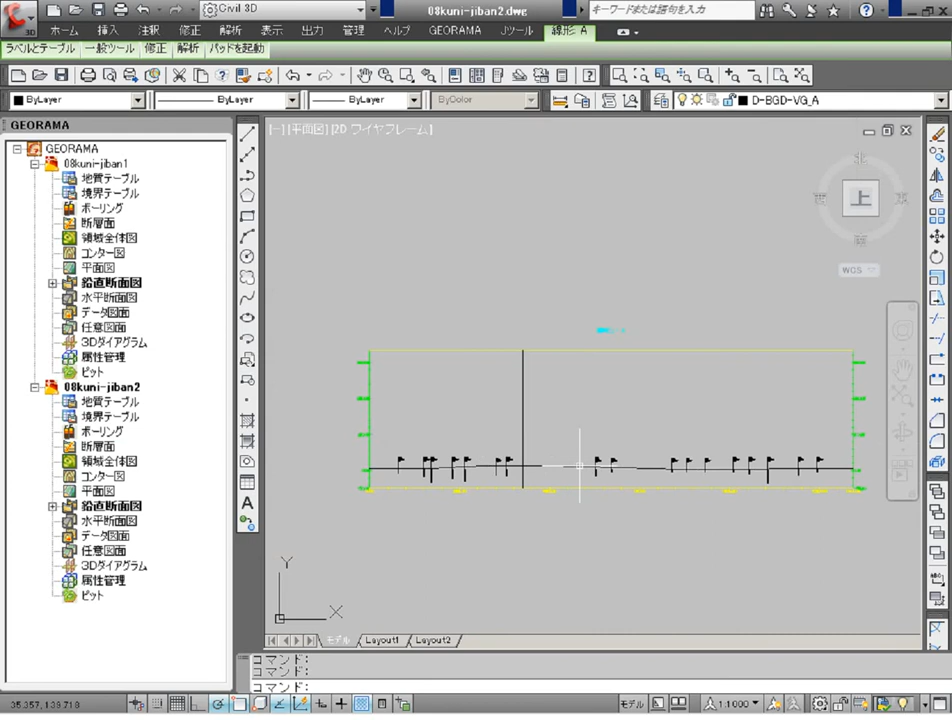 Civil 3D
08kuni-jiban2.dwg
キーワードまたは語句を入力
ホーム 挿入 注釈 修正 解析 表示 出力 管理 ヘルプ GEORAMA Jツール 線形: A
ラベルとテーブル 一般ツール 修正 解析 パッドを起動
ByLayer ByLayer ByLayer ByColor D-BGD-VG_A
GEORAMA
[−] [平面図] [2D ワイヤフレーム]
GEORAMA
08kuni-jiban1
地質テーブル
境界テーブル
ボーリング
断層面
領域全体図
コンター図
平面図
鉛直断面図
水平断面図
データ図面
任意図面
3Dダイアグラム
属性管理
ピット
08kuni-jiban2
地質テーブル
境界テーブル
ボーリング
断層面
領域全体図
コンター図
平面図
鉛直断面図
水平断面図
データ図面
任意図面
3Dダイアグラム
属性管理
ピット
北
西 上 東
南
WCS
Y
X
モデル Layout1 Layout2
コマンド:
コマンド:
コマンド:
35.357, 139.718 モデル 1:1000